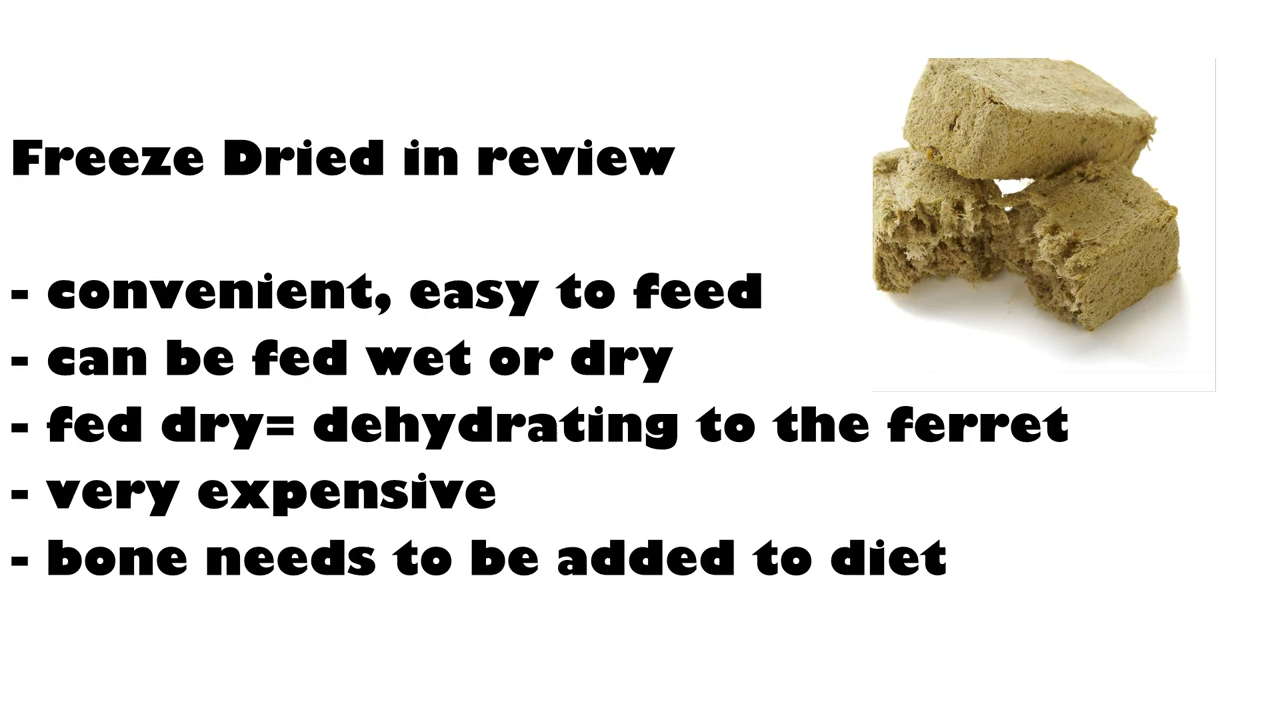 Freeze Dried in review
- convenient, easy to feed
- can be fed wet or dry
- fed dry= dehydrating to the ferret
- very expensive
- bone needs to be added to diet